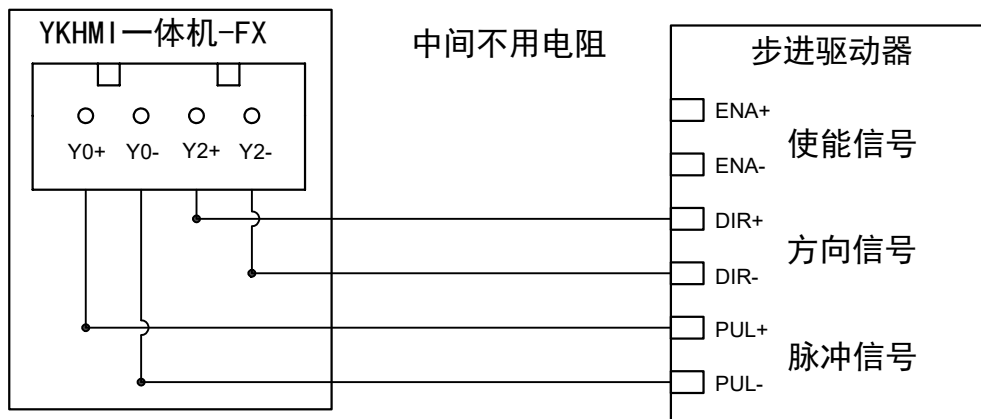 YKHMI一体机-FX
中间不用电阻
步进驱动器
Y0+ Y0- Y2+ Y2-
ENA+
使能信号
ENA-
DIR+
方向信号
DIR-
PUL+
脉冲信号
PUL-